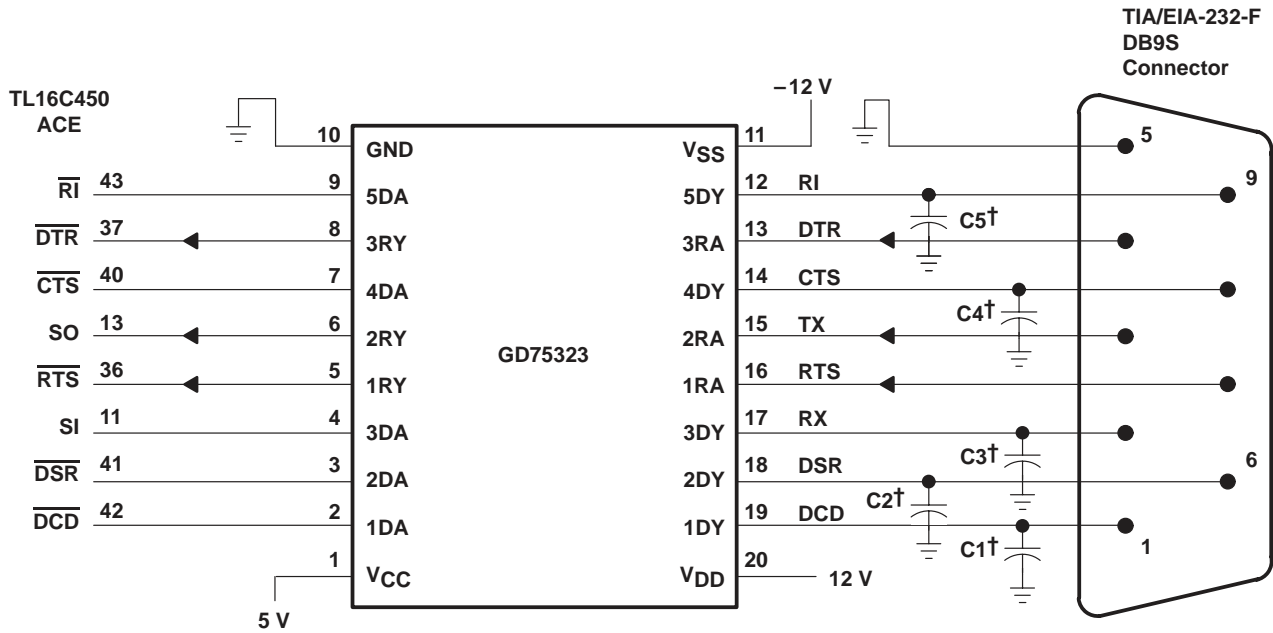 TIA/EIA-232-F
DB9S
Connector
TL16C450
ACE
–12 V
10 GND VSS 11 5
RI 43 9 5DA 5DY 12 RI 9
C5†
DTR 37 8 3RY 3RA 13 DTR
CTS 40 7 4DA 4DY 14 CTS
C4†
SO 13 6 2RY 2RA 15 TX
GD75323
RTS 36 5 1RY 1RA 16 RTS
SI 11 4 3DA 3DY 17 RX
C3†
DSR 41 3 2DA 2DY 18 DSR 6
C2†
DCD 42 2 1DA 1DY 19 DCD 1
C1†
1 VCC VDD 20 12 V
5 V